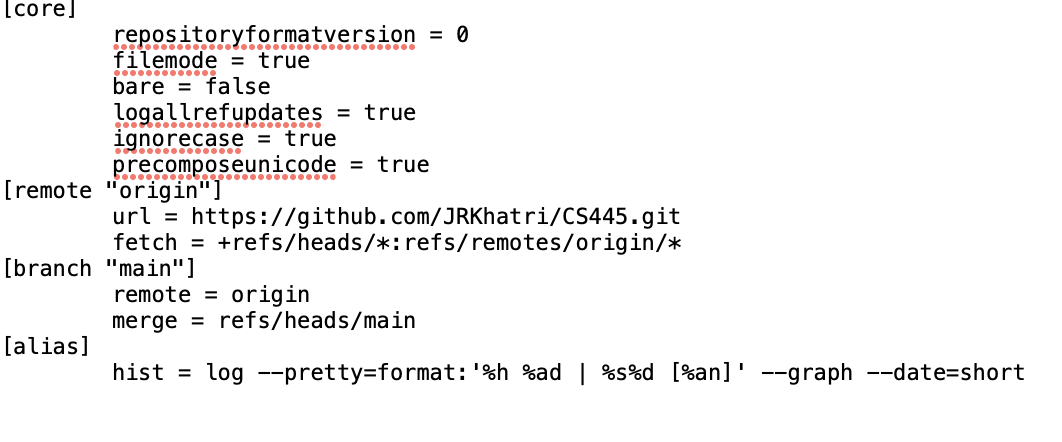 [core]
repositoryformatversion = 0
filemode = true
bare = false
logallrefupdates = true
ignorecase = true
precomposeunicode = true
[remote "origin"]
url = https://github.com/JRKhatri/CS445.git
fetch = +refs/heads/*:refs/remotes/origin/*
[branch "main"]
remote = origin
merge = refs/heads/main
[alias]
hist = log --pretty=format:'%h %ad | %s%d [%an]' --graph --date=short